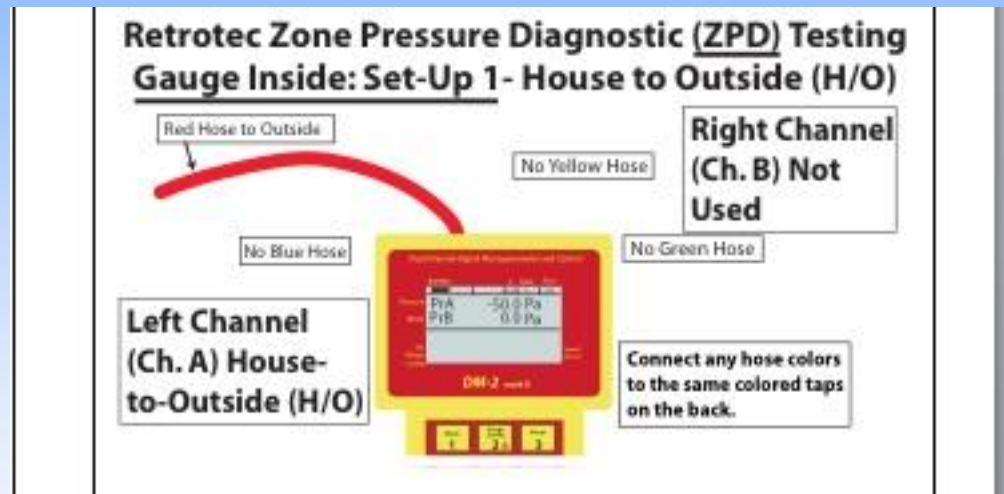 Retrotec Zone Pressure Diagnostic (ZPD) Testing
Gauge Inside: Set-Up 1- House to Outside (H/O)
Red Hose to Outside
No Yellow Hose
Right Channel
(Ch. B) Not
Used
No Blue Hose
No Green Hose
PrA -50.0 Pa
PrB 0.0 Pa
DM-2
1 2 3
Left Channel
(Ch. A) House-
to-Outside (H/O)
Connect any hose colors
to the same colored taps
on the back.